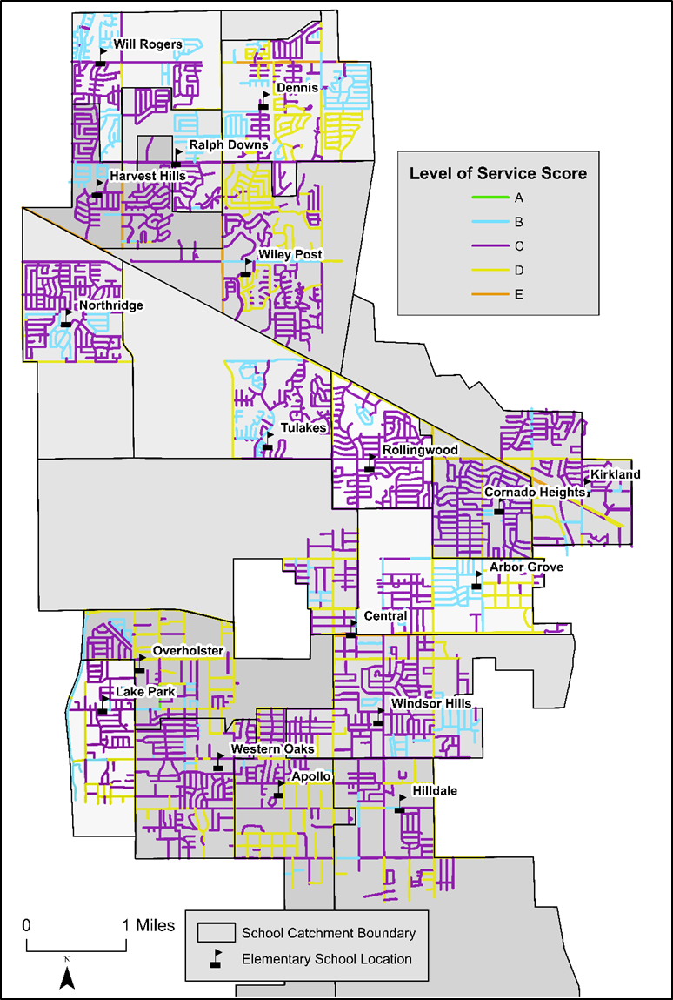 Will Rogers
Dennis
Ralph Downs
Harvest Hills
Level of Service Score
A
B
C
D
E
Wiley Post
Northridge
Tulakes
Rollingwood
Kirkland
Cornado Heights
Arbor Grove
Central
Overholster
Lake Park
Windsor Hills
Western Oaks
Apollo
Hilldale
0 1 Miles
School Catchment Boundary
Elementary School Location
N